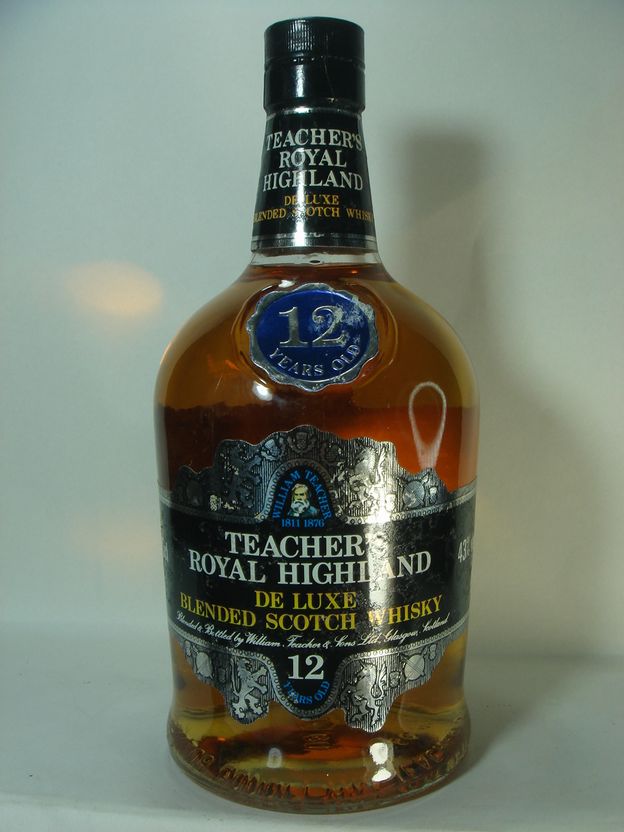 TEACHER'S
ROYAL
HIGHLAND
DE LUXE
BLENDED SCOTCH WHISKY
12
YEARS OLD
WILLIAM TEACHER
1811 1876
TEACHER'S
ROYAL HIGHLAND
43%
DE LUXE
BLENDED SCOTCH WHISKY
Blended & Bottled by William Teacher & Sons Ltd. Glasgow, Scotland
12
YEARS OLD